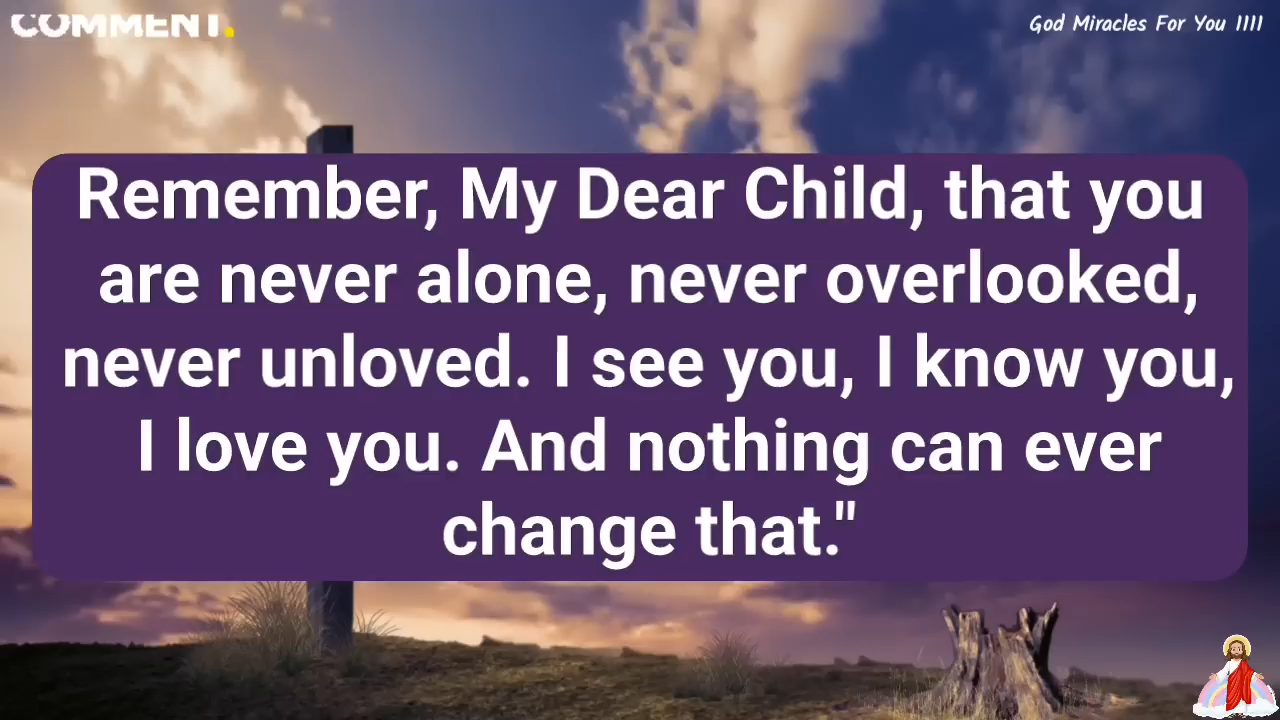 COMMENT.
God Miracles For You 1111
Remember, My Dear Child, that you
are never alone, never overlooked,
never unloved. I see you, I know you,
I love you. And nothing can ever
change that."